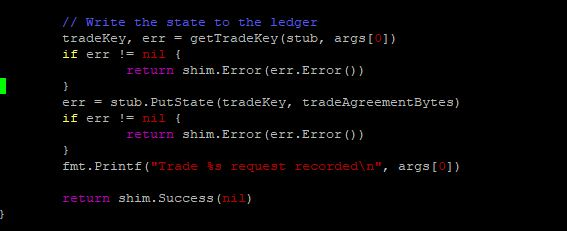 // Write the state to the ledger
tradeKey, err = getTradeKey(stub, args[0])
if err != nil {
return shim.Error(err.Error())
}
err = stub.PutState(tradeKey, tradeAgreementBytes)
if err != nil {
return shim.Error(err.Error())
}
fmt.Printf("Trade %s request recorded\n", args[0])
return shim.Success(nil)
}